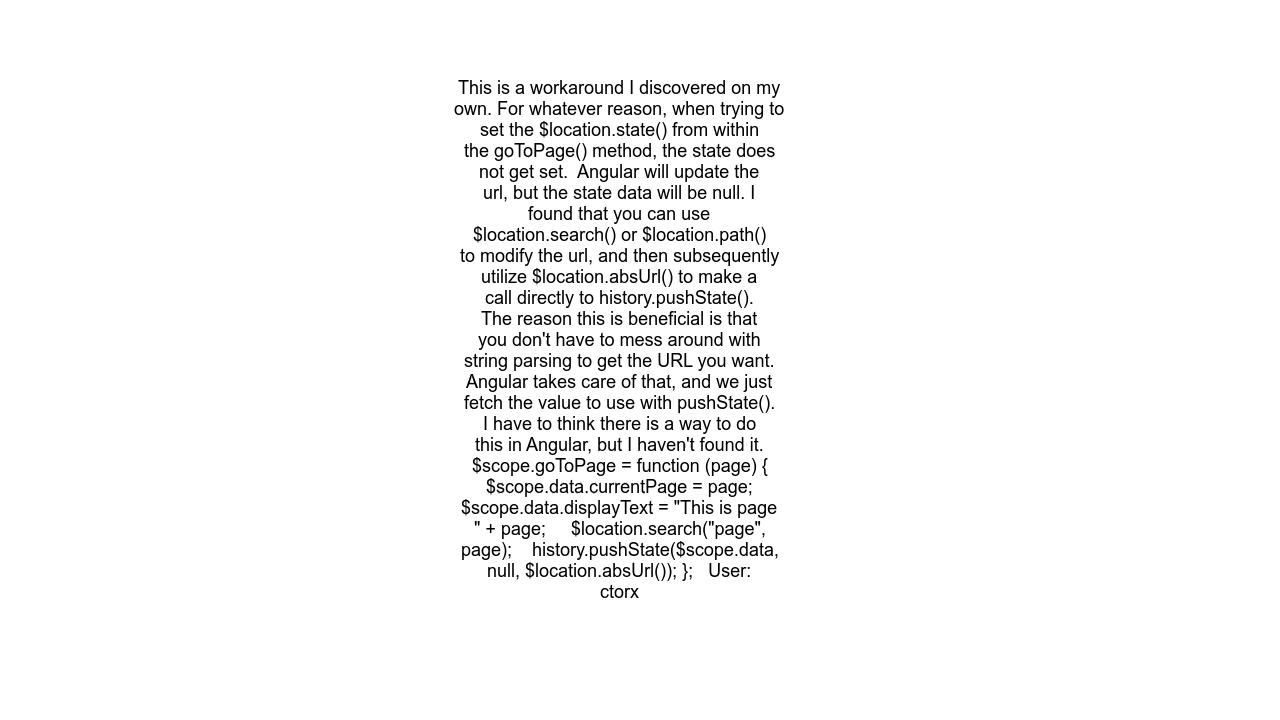 This is a workaround I discovered on my
own. For whatever reason, when trying to
set the $location.state() from within
the goToPage() method, the state does
not get set.  Angular will update the
url, but the state data will be null. I
found that you can use
$location.search() or $location.path()
to modify the url, and then subsequently
utilize $location.absUrl() to make a
call directly to history.pushState().
The reason this is beneficial is that
you don't have to mess around with
string parsing to get the URL you want.
Angular takes care of that, and we just
fetch the value to use with pushState().
I have to think there is a way to do
this in Angular, but I haven't found it.
$scope.goToPage = function (page) {
$scope.data.currentPage = page;
$scope.data.displayText = "This is page
" + page;     $location.search("page",
page);    history.pushState($scope.data,
null, $location.absUrl()); };   User:
ctorx